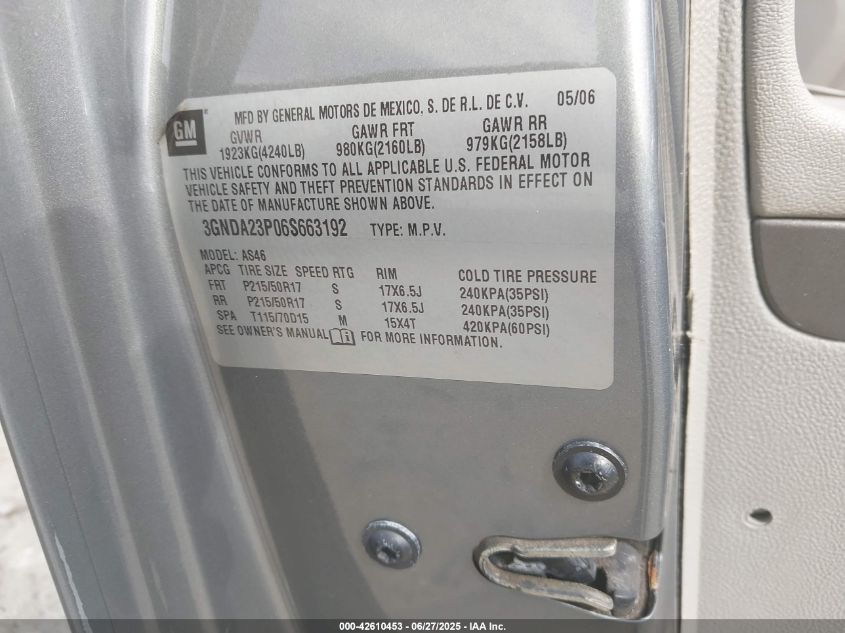 GM
MFD BY GENERAL MOTORS DE MEXICO, S. DE R.L. DE C.V. 05/06
GVWR GAWR FRT GAWR RR
1923KG(4240LB) 980KG(2160LB) 979KG(2158LB)
THIS VEHICLE CONFORMS TO ALL APPLICABLE U.S. FEDERAL MOTOR
VEHICLE SAFETY AND THEFT PREVENTION STANDARDS IN EFFECT ON
THE DATE OF MANUFACTURE SHOWN ABOVE.
3GNDA23P06S663192 TYPE: M.P.V.
MODEL: AS46
APCG TIRE SIZE SPEED RTG RIM COLD TIRE PRESSURE
FRT P215/50R17 S 17X6.5J 240KPA(35PSI)
RR P215/50R17 S 17X6.5J 240KPA(35PSI)
SPA T115/70D15 M 15X4T 420KPA(60PSI)
SEE OWNER'S MANUAL FOR MORE INFORMATION.
000-42610453 - 06/27/2025 - IAA Inc.